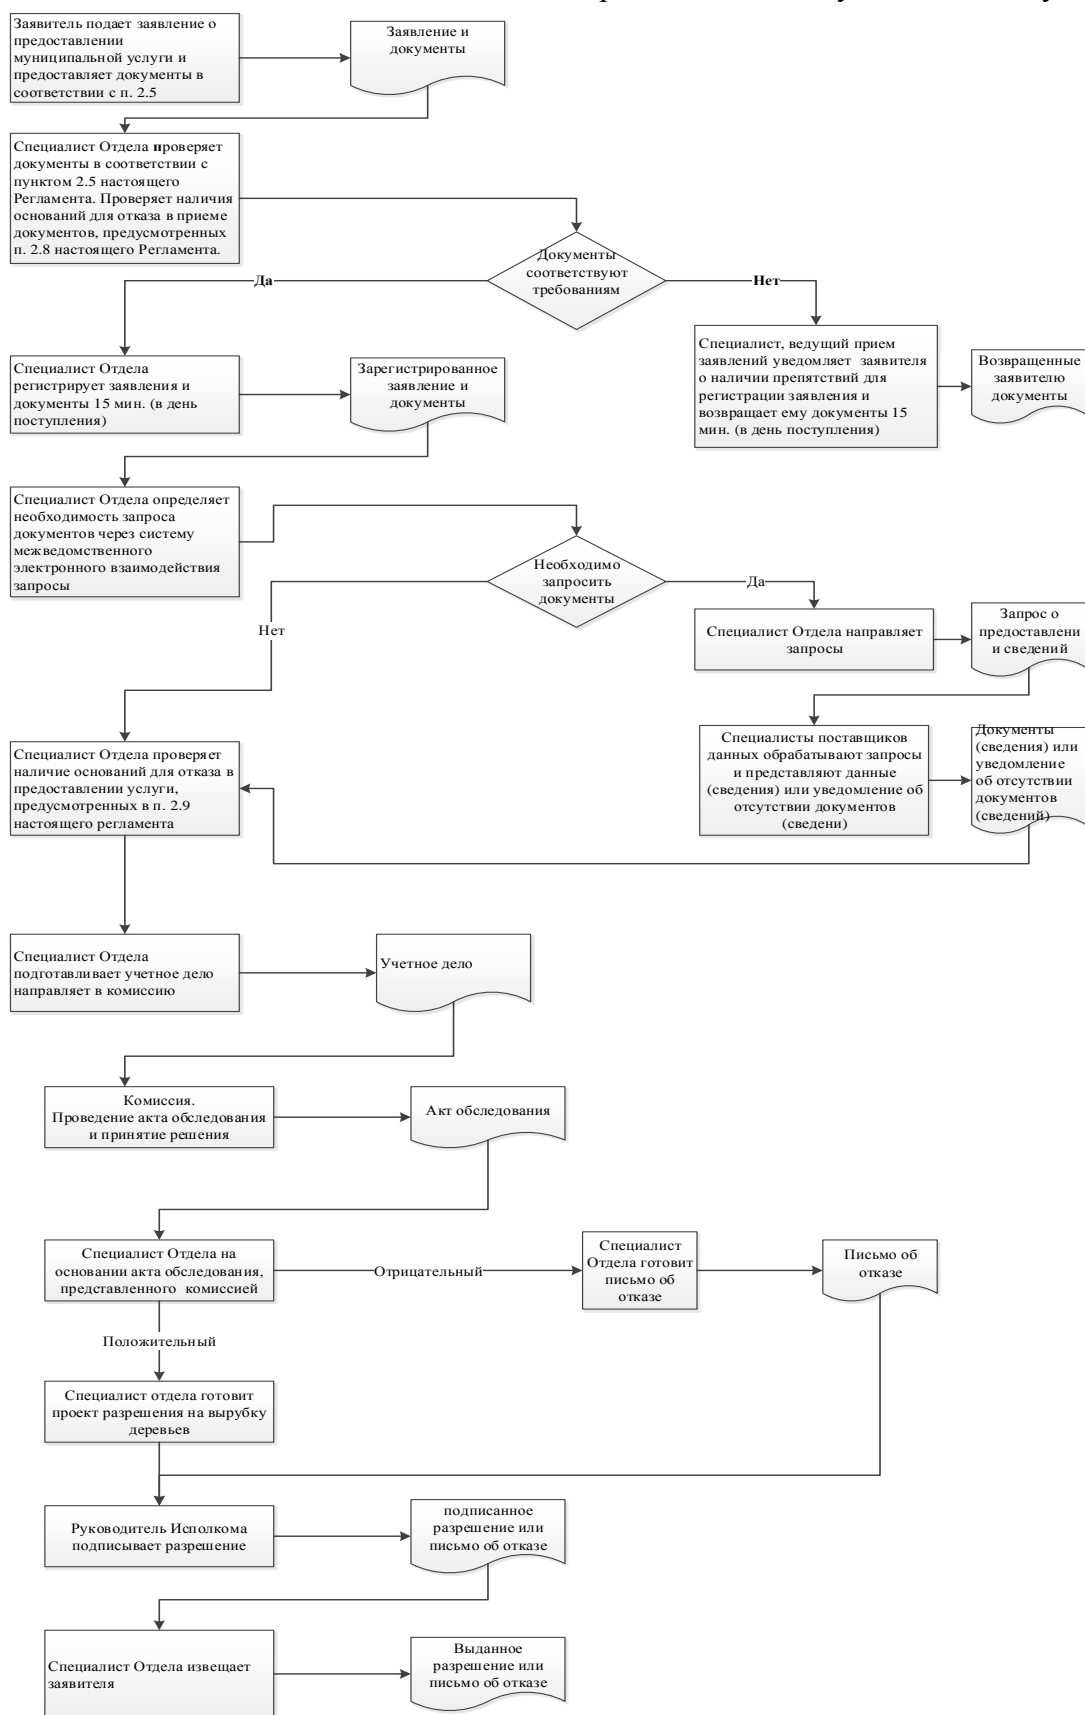 Заявитель подает заявление о
предоставлении
муниципальной услуги и
предоставляет документы в
соответствии с п. 2.5
Заявление и
документы
Специалист Отдела проверяет
документы в соответствии с
пунктом 2.5 настоящего
Регламента. Проверяет наличия
оснований для отказа в приеме
документов, предусмотренных
п. 2.8 настоящего Регламента.
Документы
соответствуют
требованиям
Да
Нет
Специалист Отдела
регистрирует заявления и
документы 15 мин. (в день
поступления)
Зарегистрированное
заявление и
документы
Специалист, ведущий прием
заявлений уведомляет заявителя
о наличии препятствий для
регистрации заявления и
возвращает ему документы 15
мин. (в день поступления)
Возвращенные
заявителю
документы
Специалист Отдела определяет
необходимость запроса
документов через систему
межведомственного
электронного взаимодействия
запросы
Необходимо
запросить
документы
Да
Нет
Специалист Отдела направляет
запросы
Запрос о
предоставлени
и сведений
Специалисты поставщиков
данных обрабатывают запросы
и представляют данные
(сведения) или уведомление об
отсутствии документов
(сведени)
Документы
(сведения) или
уведомление
об отсутствии
документов
(сведений)
Специалист Отдела проверяет
наличие оснований для отказа в
предоставлении услуги,
предусмотренных в п. 2.9
настоящего регламента
Специалист Отдела
подготавливает учетное дело
направляет в комиссию
Учетное дело
Комиссия.
Проведение акта обследования
и принятие решения
Акт обследования
Специалист Отдела на
основании акта обследования,
представленного комиссией
Отрицательный
Специалист
Отдела готовит
письмо об
отказе
Письмо об
отказе
Положительный
Специалист отдела готовит
проект разрешения на вырубку
деревьев
Руководитель Исполкома
подписывает разрешение
подписанное
разрешение или
письмо об отказе
Специалист Отдела извещает
заявителя
Выданное
разрешение или
письмо об отказе